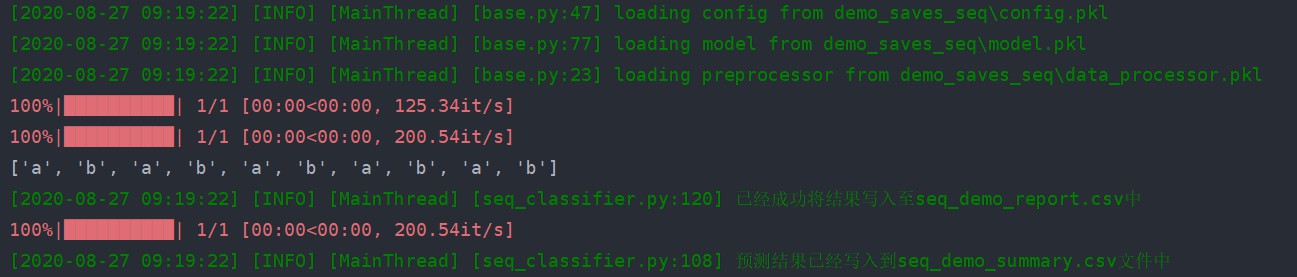 [2020-08-27 09:19:22] [INFO] [MainThread] [base.py:47] loading config from demo_saves_seq\config.pkl
[2020-08-27 09:19:22] [INFO] [MainThread] [base.py:77] loading model from demo_saves_seq\model.pkl
[2020-08-27 09:19:22] [INFO] [MainThread] [base.py:23] loading preprocessor from demo_saves_seq\data_processor.pkl
100%|██████████| 1/1 [00:00<00:00, 125.34it/s]
100%|██████████| 1/1 [00:00<00:00, 200.54it/s]
['a', 'b', 'a', 'b', 'a', 'b', 'a', 'b', 'a', 'b']
[2020-08-27 09:19:22] [INFO] [MainThread] [seq_classifier.py:120] 已经成功将结果写入至seq_demo_report.csv中
100%|██████████| 1/1 [00:00<00:00, 200.54it/s]
[2020-08-27 09:19:22] [INFO] [MainThread] [seq_classifier.py:108] 预测结果已经写入到seq_demo_summary.csv文件中